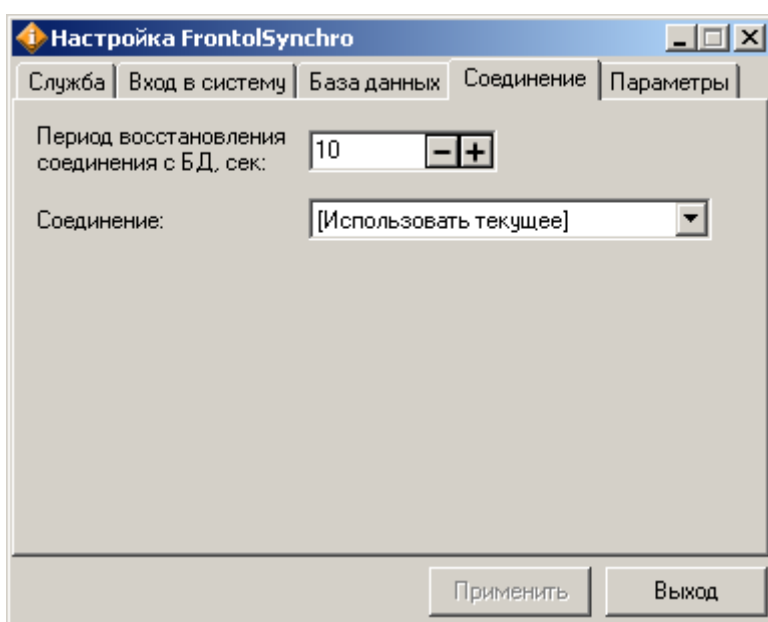 Настройка FrontolSynchro
Служба Вход в систему База данных Соединение Параметры
Период восстановления
соединения с БД, сек:
10
Соединение:
[Использовать текущее]
Применить Выход